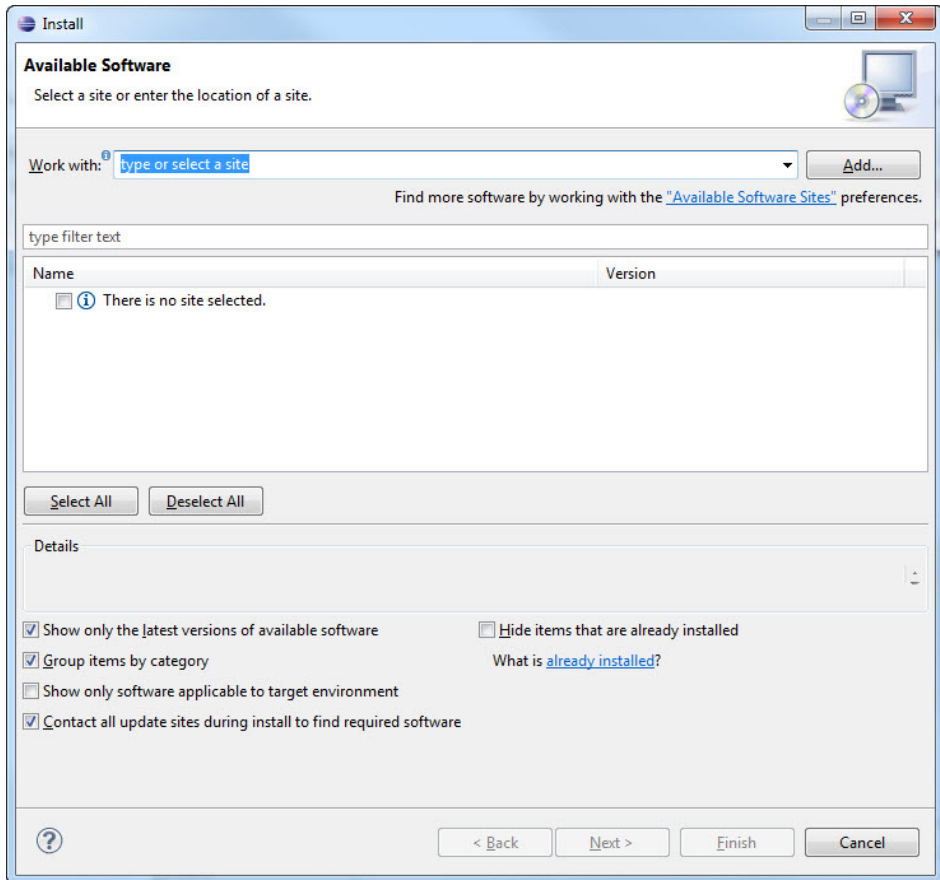 Install
Available Software
Select a site or enter the location of a site.
Work with: type or select a site Add...
Find more software by working with the "Available Software Sites" preferences.
type filter text
Name Version
There is no site selected.
Select All Deselect All
Details
Show only the latest versions of available software Hide items that are already installed
Group items by category What is already installed?
Show only software applicable to target environment
Contact all update sites during install to find required software
< Back Next > Finish Cancel